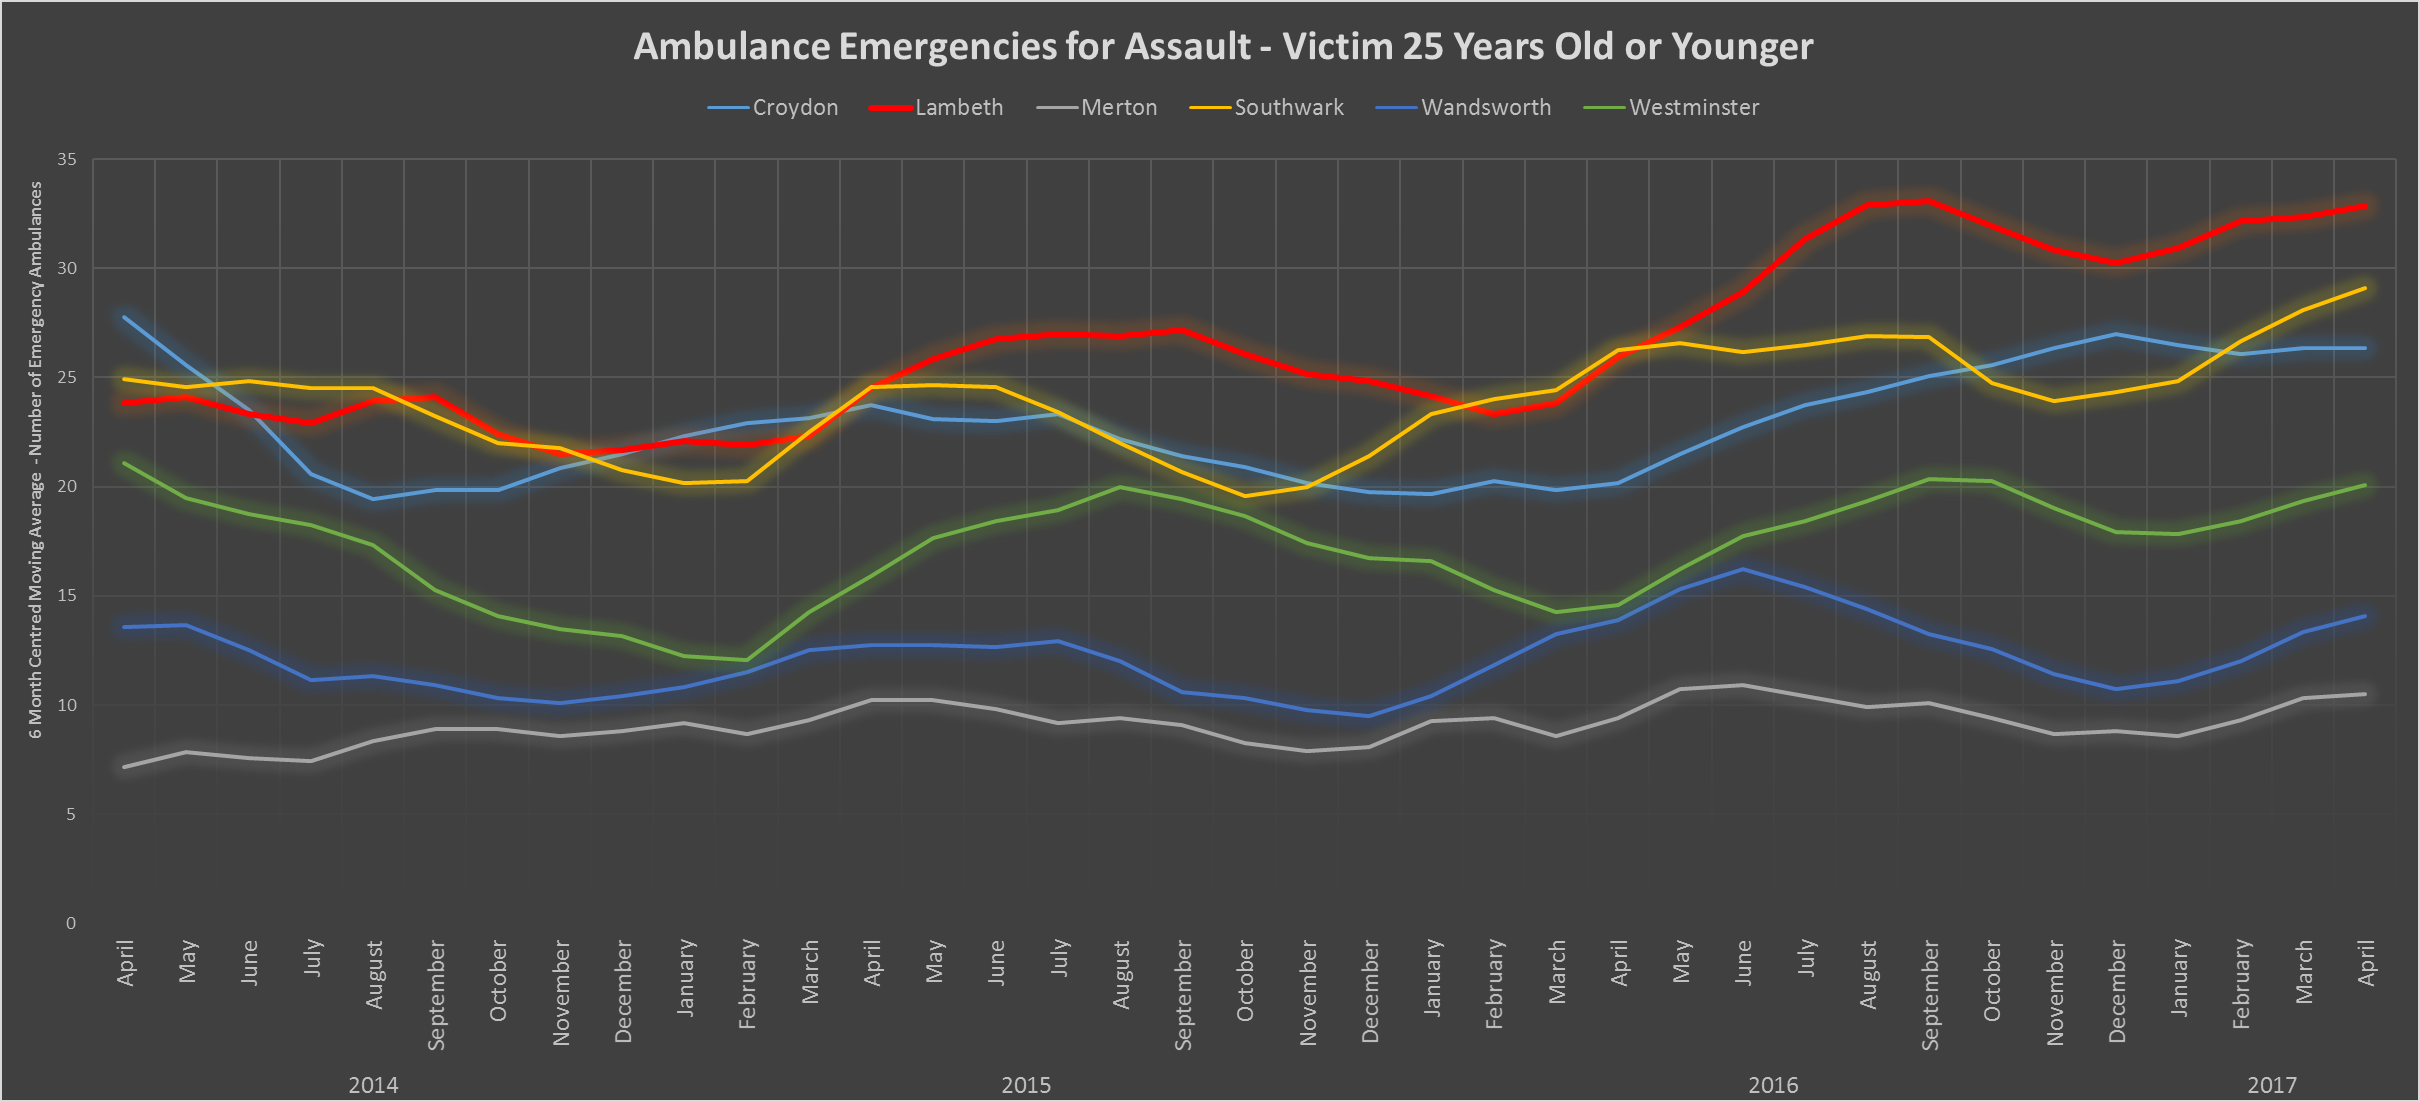 Ambulance Emergencies for Assault - Victim 25 Years Old or Younger
Croydon Lambeth Merton Southwark Wandsworth Westminster
6 Month Centred Moving Average - Number of Emergency Ambulances
35
30
25
20
15
10
5
0
April May June July August September October November December January February March April May June July August September October November December January February March April May June July August September October November December January February March April
2014 2015 2016 2017